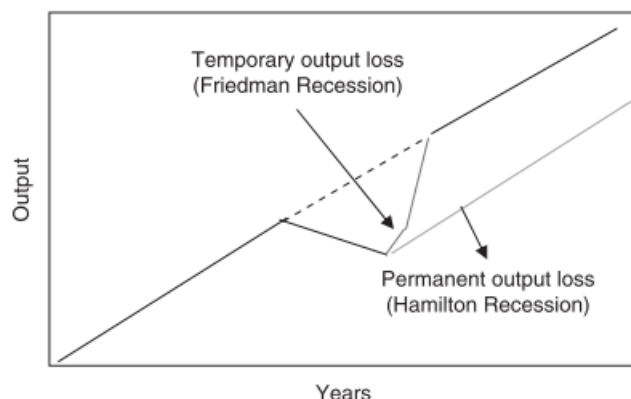 Temporary output loss
(Friedman Recession)
Output
Permanent output loss
(Hamilton Recession)
Years